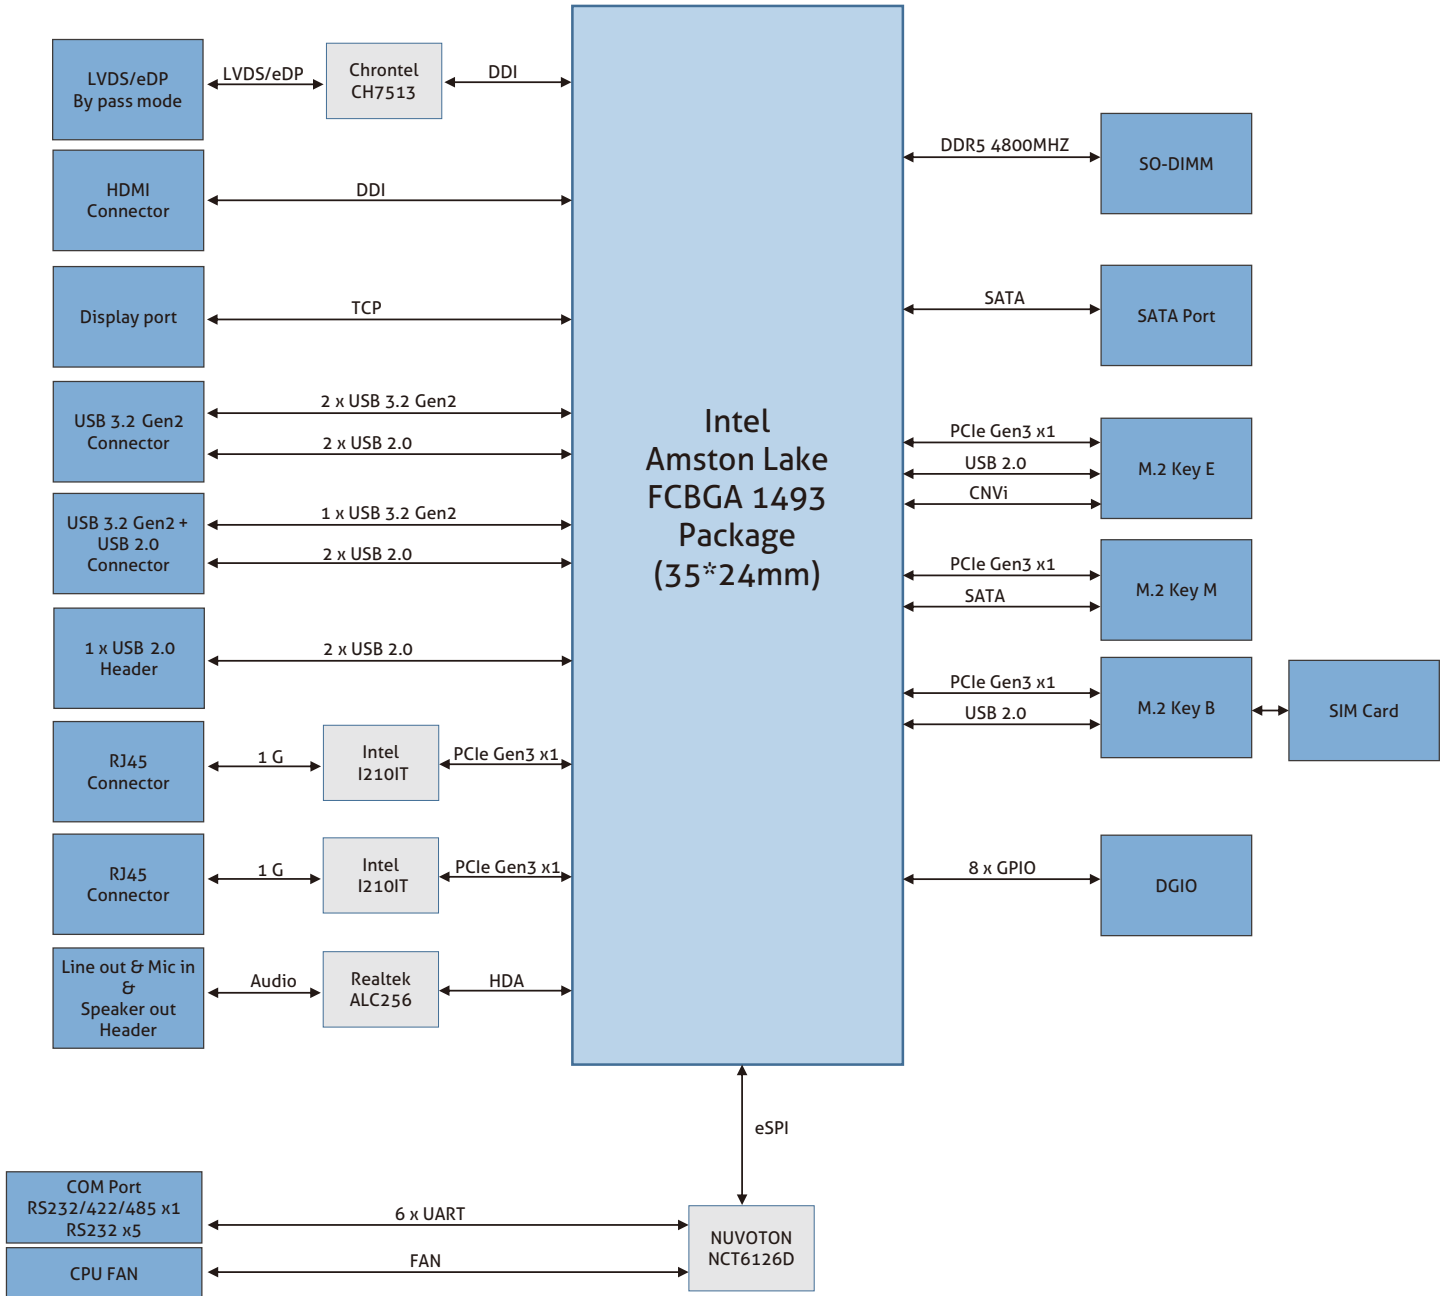 LVDS/eDP
By pass mode
LVDS/eDP
Chrontel
CH7513
DDI
HDMI
Connector
DDI
Display port
TCP
USB 3.2 Gen2
Connector
2 x USB 3.2 Gen2
2 x USB 2.0
USB 3.2 Gen2 +
USB 2.0
Connector
1 x USB 3.2 Gen2
2 x USB 2.0
1 x USB 2.0
Header
2 x USB 2.0
RJ45
Connector
1 G
Intel
I210IT
PCIe Gen3 x1
RJ45
Connector
1 G
Intel
I210IT
PCIe Gen3 x1
Line out & Mic in
&
Speaker out
Header
Audio
Realtek
ALC256
HDA
Intel
Amston Lake
FCBGA 1493
Package
(35*24mm)
DDR5 4800MHZ
SO-DIMM
SATA
SATA Port
PCIe Gen3 x1
USB 2.0
CNVi
M.2 Key E
PCIe Gen3 x1
SATA
M.2 Key M
PCIe Gen3 x1
USB 2.0
M.2 Key B
SIM Card
8 x GPIO
DGIO
eSPI
COM Port
RS232/422/485 x1
RS232 x5
6 x UART
NUVOTON
NCT6126D
CPU FAN
FAN